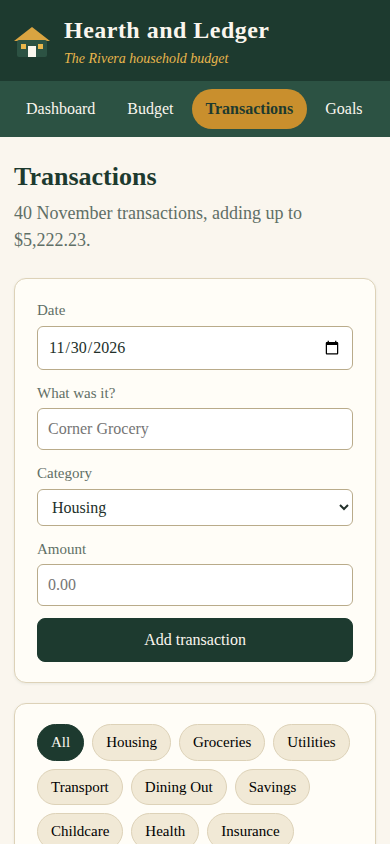 Hearth and Ledger
The Rivera household budget
Dashboard Budget Transactions Goals
Transactions
40 November transactions, adding up to
$5,222.23.
Date
11/30/2026
What was it?
Corner Grocery
Category
Housing
Amount
0.00
Add transaction
All Housing Groceries Utilities
Transport Dining Out Savings
Childcare Health Insurance